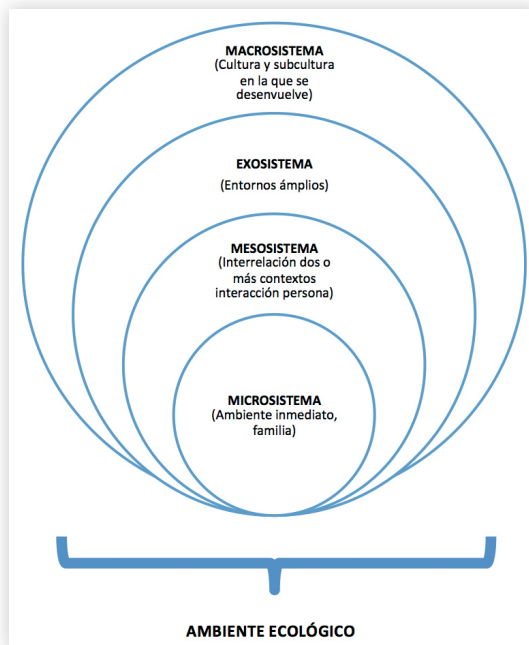 MACROSISTEMA
(Cultura y subcultura
en la que se
desenvuelve)
EXOSISTEMA
(Entornos ámplios)
MESOSISTEMA
(Interrelación dos o
más contextos
interacción persona)
MICROSISTEMA
(Ambiente inmediato,
familia)
AMBIENTE ECOLÓGICO